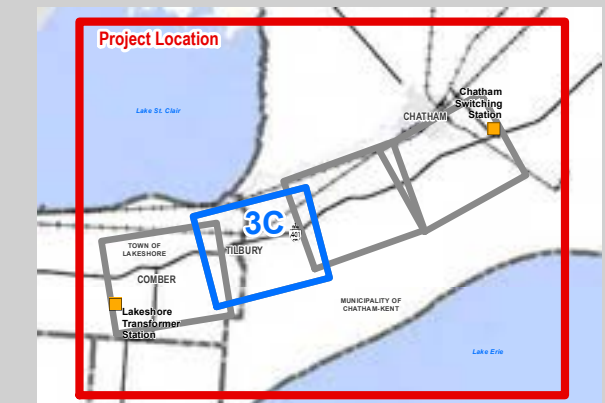 Project Location
Lake St. Clair
Chatham
Switching
Station
CHATHAM
3C
401
TOWN OF
LAKESHORE
TILBURY
COMBER
Lakeshore
Transformer
Station
MUNICIPALITY OF
CHATHAM-KENT
Lake Erie